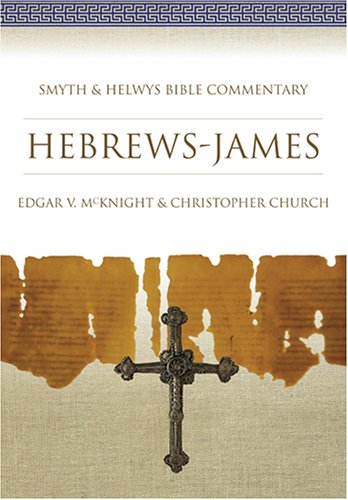 SMYTH & HELWYS BIBLE COMMENTARY
HEBREWS-JAMES
EDGAR V. McKNIGHT & CHRISTOPHER CHURCH